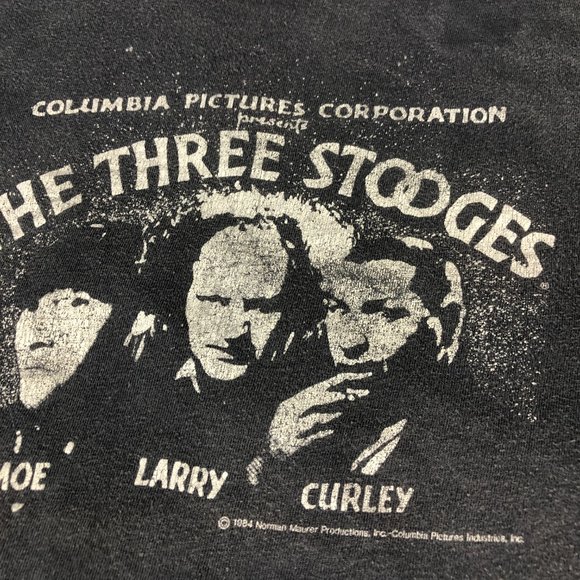 COLUMBIA PICTURES CORPORATION
presents
HE THREE STOOGES
MOE LARRY CURLEY
© 1984 Norman Maurer Productions, Inc.-Columbia Pictures Industries, Inc.